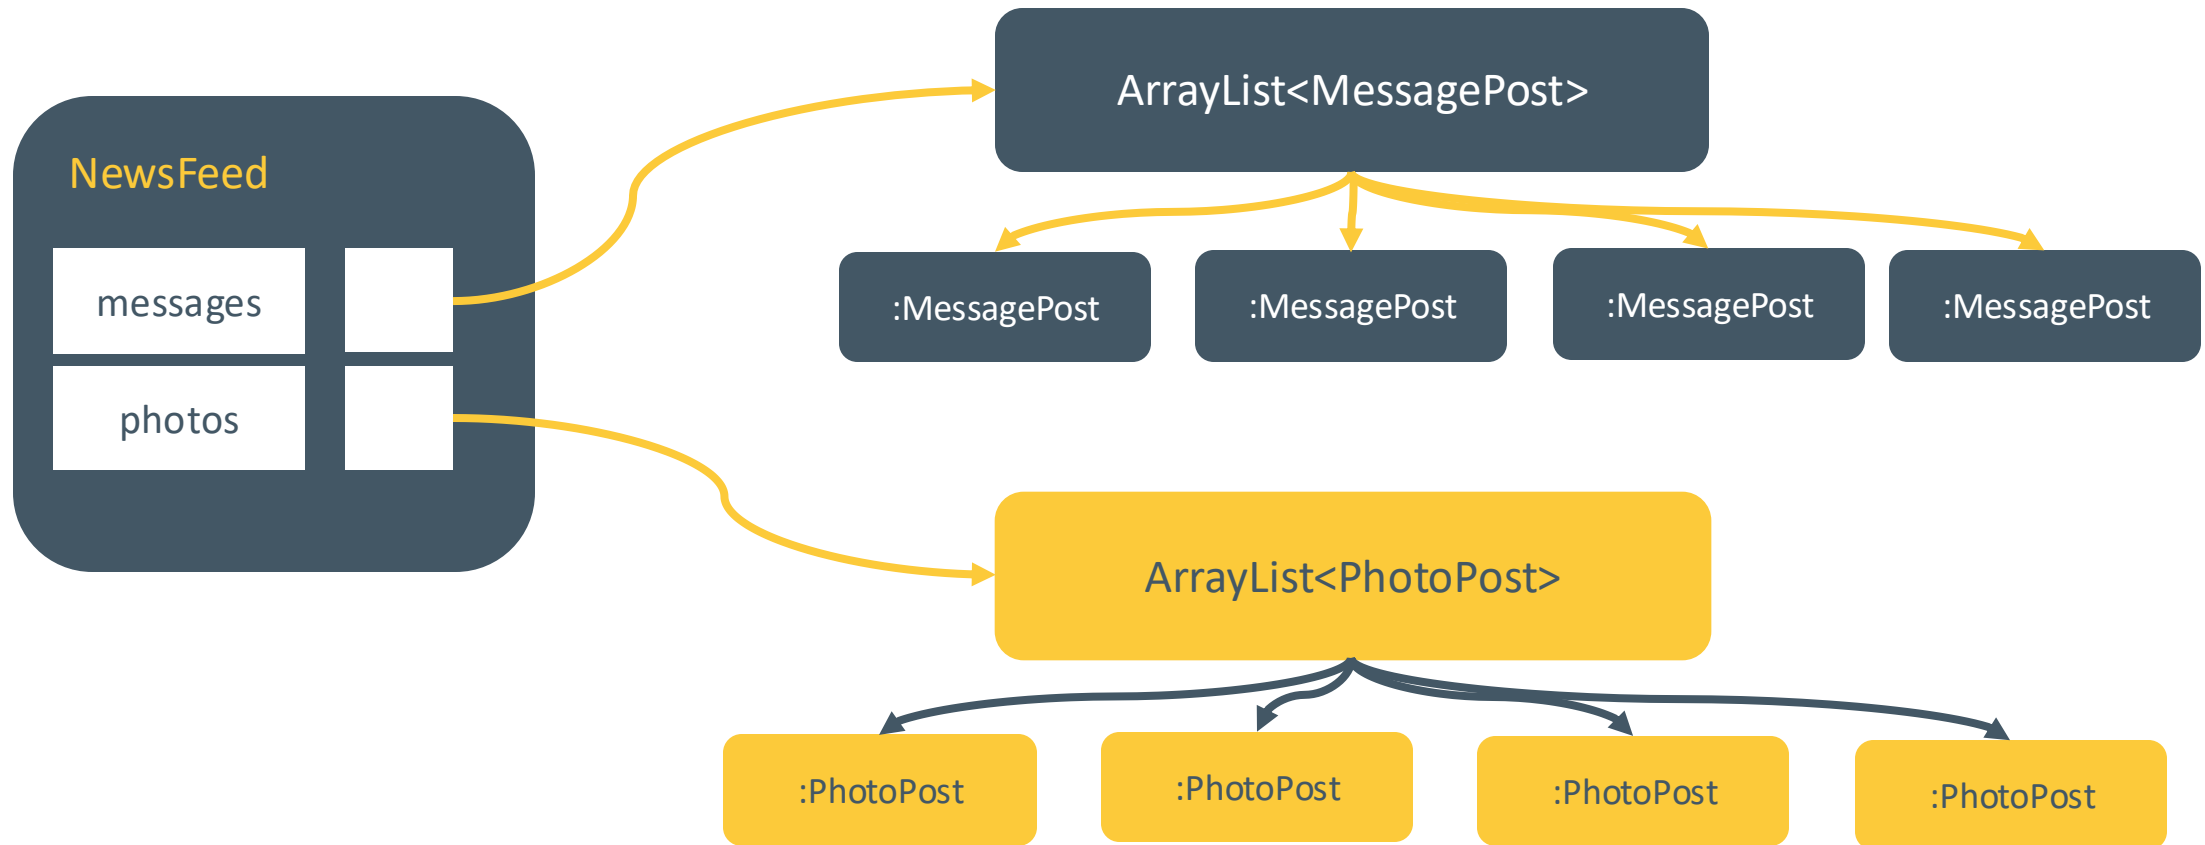 NewsFeed
messages
photos
ArrayList<MessagePost>
:MessagePost
:MessagePost
:MessagePost
:MessagePost
ArrayList<PhotoPost>
:PhotoPost
:PhotoPost
:PhotoPost
:PhotoPost